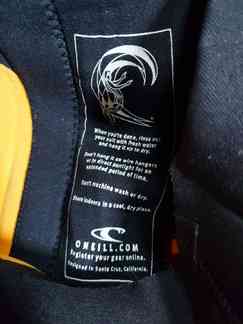 When you're done, rinse out
your suit with fresh water
and hang it up to dry.
Don't hang it on wire hangers
or in direct sunlight for an
extended period of time.
Don't machine wash or dry.
Store indoors in a cool, dry place.
ONEILL.COM
Register your gear online.
Designed in Santa Cruz, California.